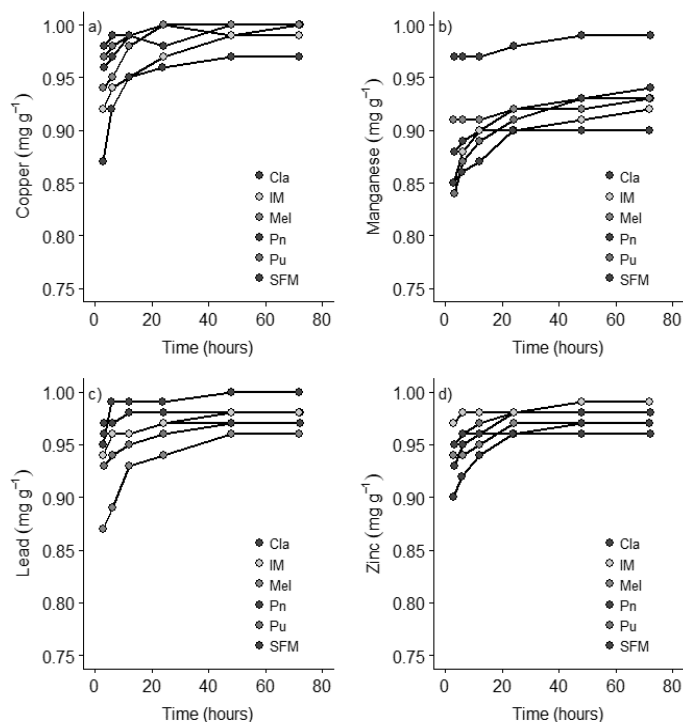 a)
1.00
0.95
0.90
0.85
0.80
0.75
Copper (mg g⁻¹)
Cla
IM
Mel
Pn
Pu
SFM
0 20 40 60 80
Time (hours)
b)
1.00
0.95
0.90
0.85
0.80
0.75
Manganese (mg g⁻¹)
Cla
IM
Mel
Pn
Pu
SFM
0 20 40 60 80
Time (hours)
c)
1.00
0.95
0.90
0.85
0.80
0.75
Lead (mg g⁻¹)
Cla
IM
Mel
Pn
Pu
SFM
0 20 40 60 80
Time (hours)
d)
1.00
0.95
0.90
0.85
0.80
0.75
Zinc (mg g⁻¹)
Cla
IM
Mel
Pn
Pu
SFM
0 20 40 60 80
Time (hours)